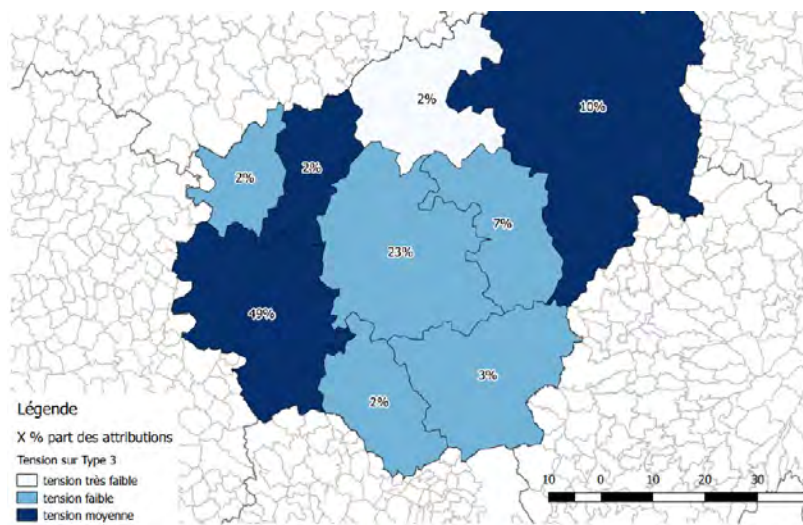 2%
10%
2%
2%
7%
23%
49%
3%
2%
Légende
X % part des attributions
Tension sur Type 3
tension très faible
tension faible
tension moyenne
10 0 10 20 30